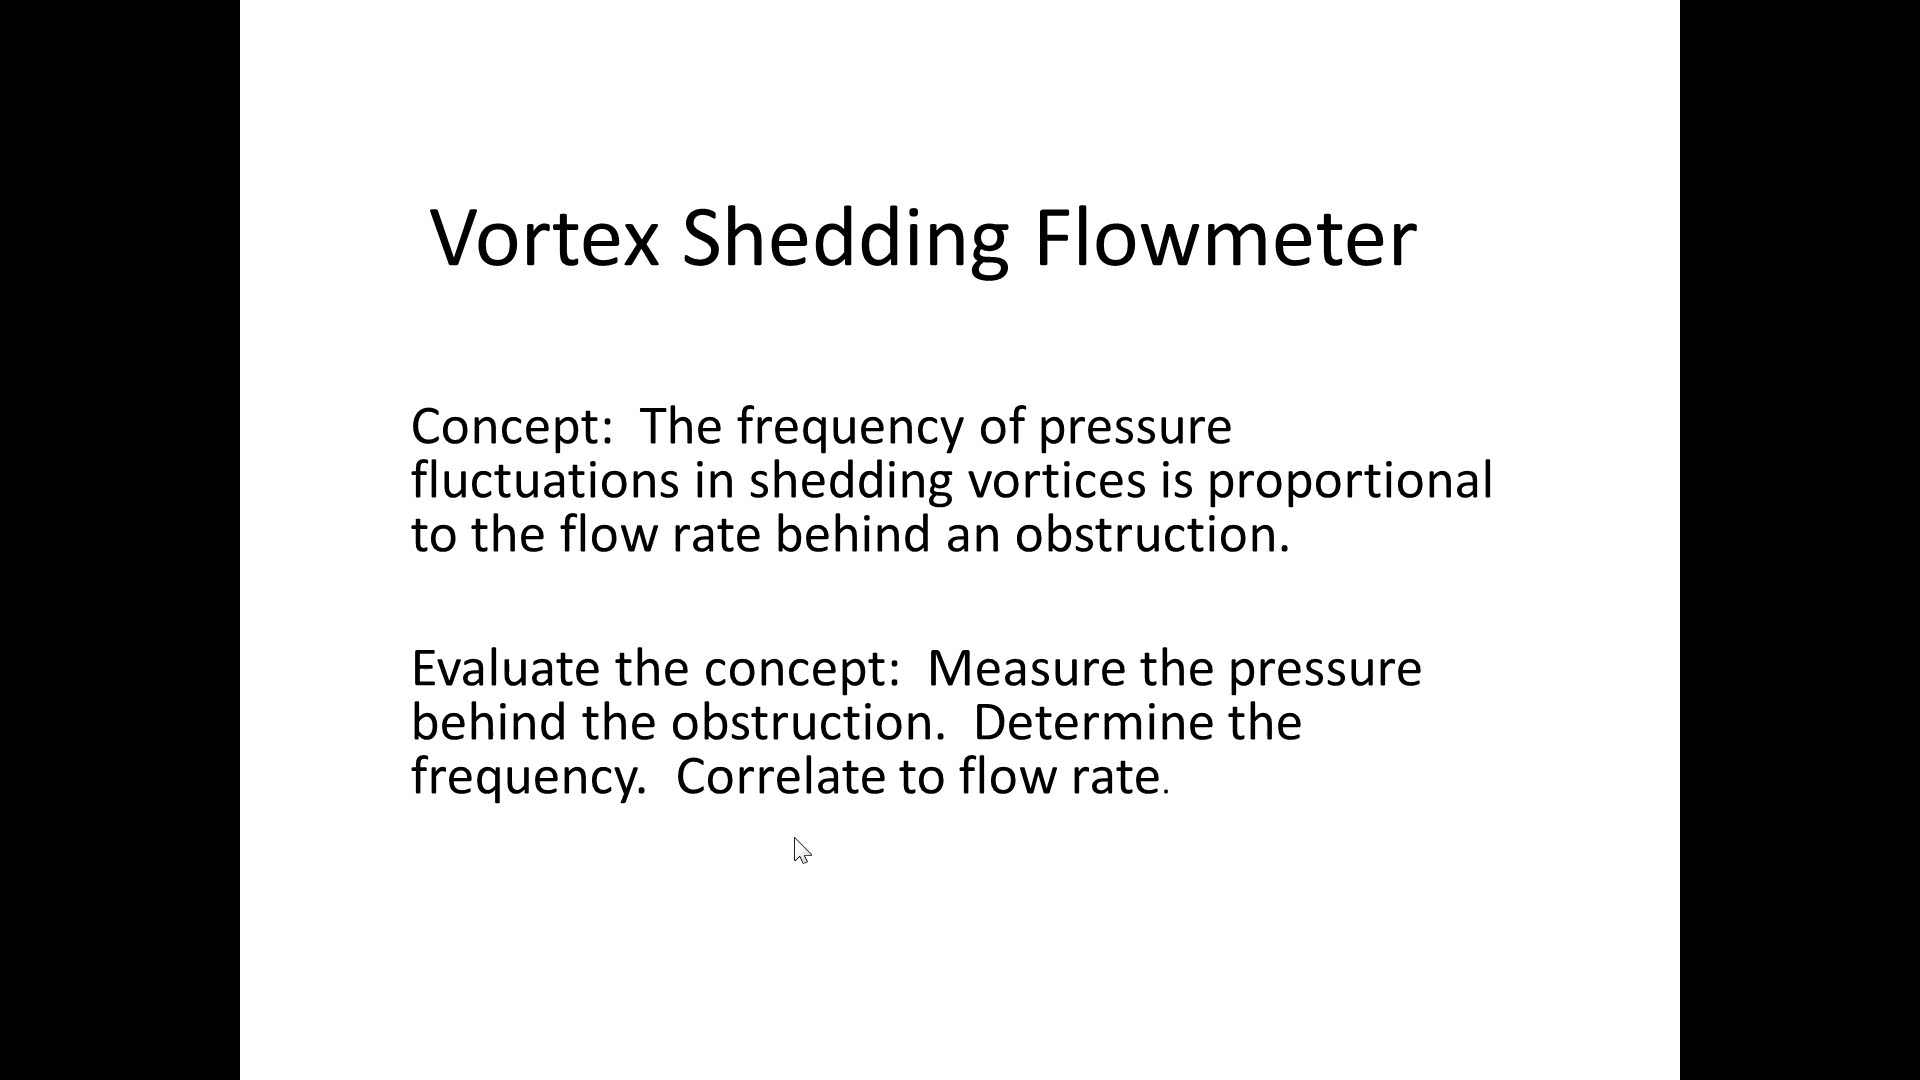 Vortex Shedding Flowmeter
Concept:  The frequency of pressure
fluctuations in shedding vortices is proportional
to the flow rate behind an obstruction.
Evaluate the concept:  Measure the pressure
behind the obstruction.  Determine the
frequency.  Correlate to flow rate.